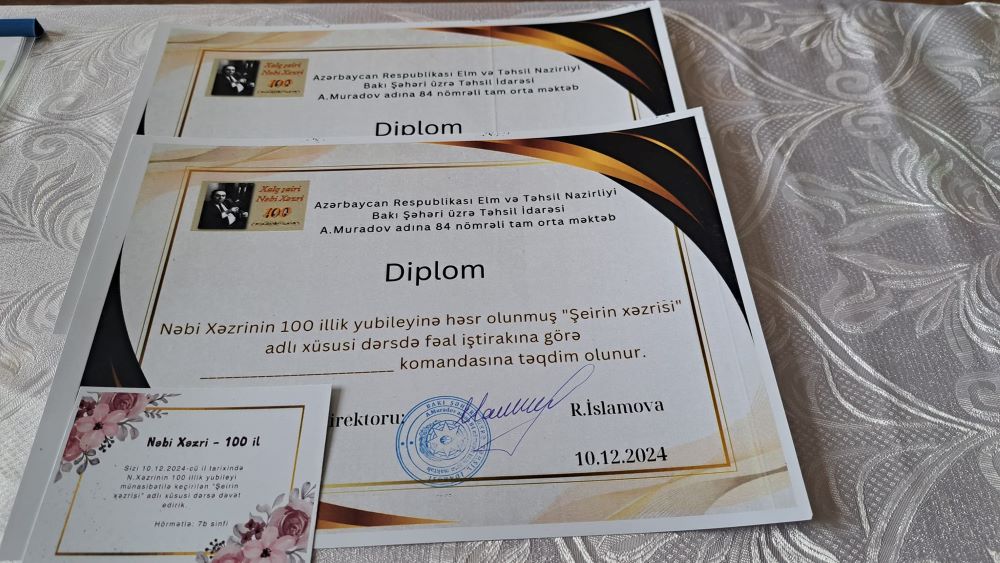 Xalq şairi
Nəbi Xəzri
100
Azərbaycan Respublikası Elm və Təhsil Nazirliyi
Bakı Şəhəri üzrə Təhsil İdarəsi
A.Muradov adına 84 nömrəli tam orta məktəb
Diplom
Xalq şairi
Nəbi Xəzri
100
Azərbaycan Respublikası Elm və Təhsil Nazirliyi
Bakı Şəhəri üzrə Təhsil İdarəsi
A.Muradov adına 84 nömrəli tam orta məktəb
Diplom
Nəbi Xəzrinin 100 illik yubileyinə həsr olunmuş "Şeirin xəzrisi"
adlı xüsusi dərsdə fəal iştirakına görə
____________________ komandasına təqdim olunur.
irektoru: R.İslamova
10.12.2024
Nəbi Xəzri - 100 il
Sizi 10.12.2024-cü il tarixində
N.Xəzrinin 100 illik yubileyi
münasibətilə keçirilən "Şeirin
xəzrisi" adlı xüsusi dərsə dəvət
edirik.
Hörmətlə: 7b sinfi